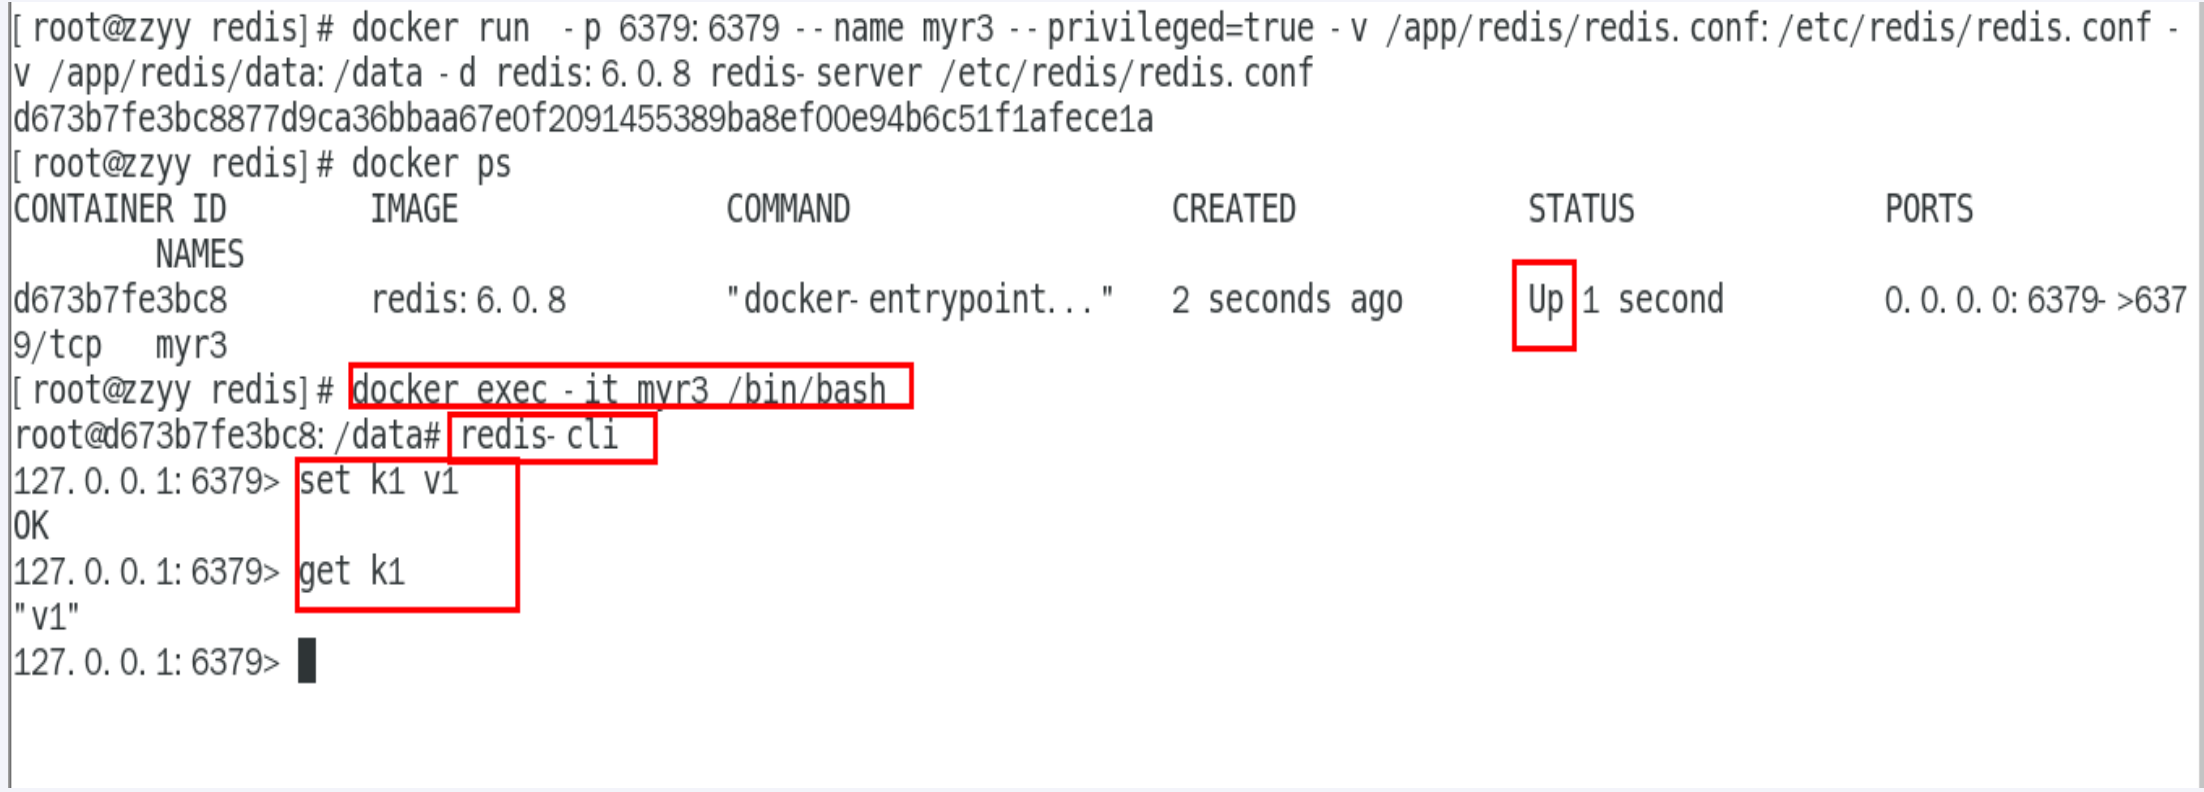 [root@zzyy redis]# docker run  -p 6379:6379 --name myr3 --privileged=true -v /app/redis/redis.conf:/etc/redis/redis.conf -
v /app/redis/data:/data -d redis:6.0.8 redis-server /etc/redis/redis.conf
d673b7fe3bc8877d9ca36bbaa67e0f2091455389ba8ef00e94b6c51f1afece1a
[root@zzyy redis]# docker ps
CONTAINER ID        IMAGE               COMMAND                  CREATED             STATUS              PORTS
        NAMES
d673b7fe3bc8        redis:6.0.8         "docker-entrypoint..."   2 seconds ago       Up 1 second         0.0.0.0:6379->637
9/tcp   myr3
[root@zzyy redis]# docker exec -it myr3 /bin/bash
root@d673b7fe3bc8:/data# redis-cli
127.0.0.1:6379> set k1 v1
OK
127.0.0.1:6379> get k1
"v1"
127.0.0.1:6379>